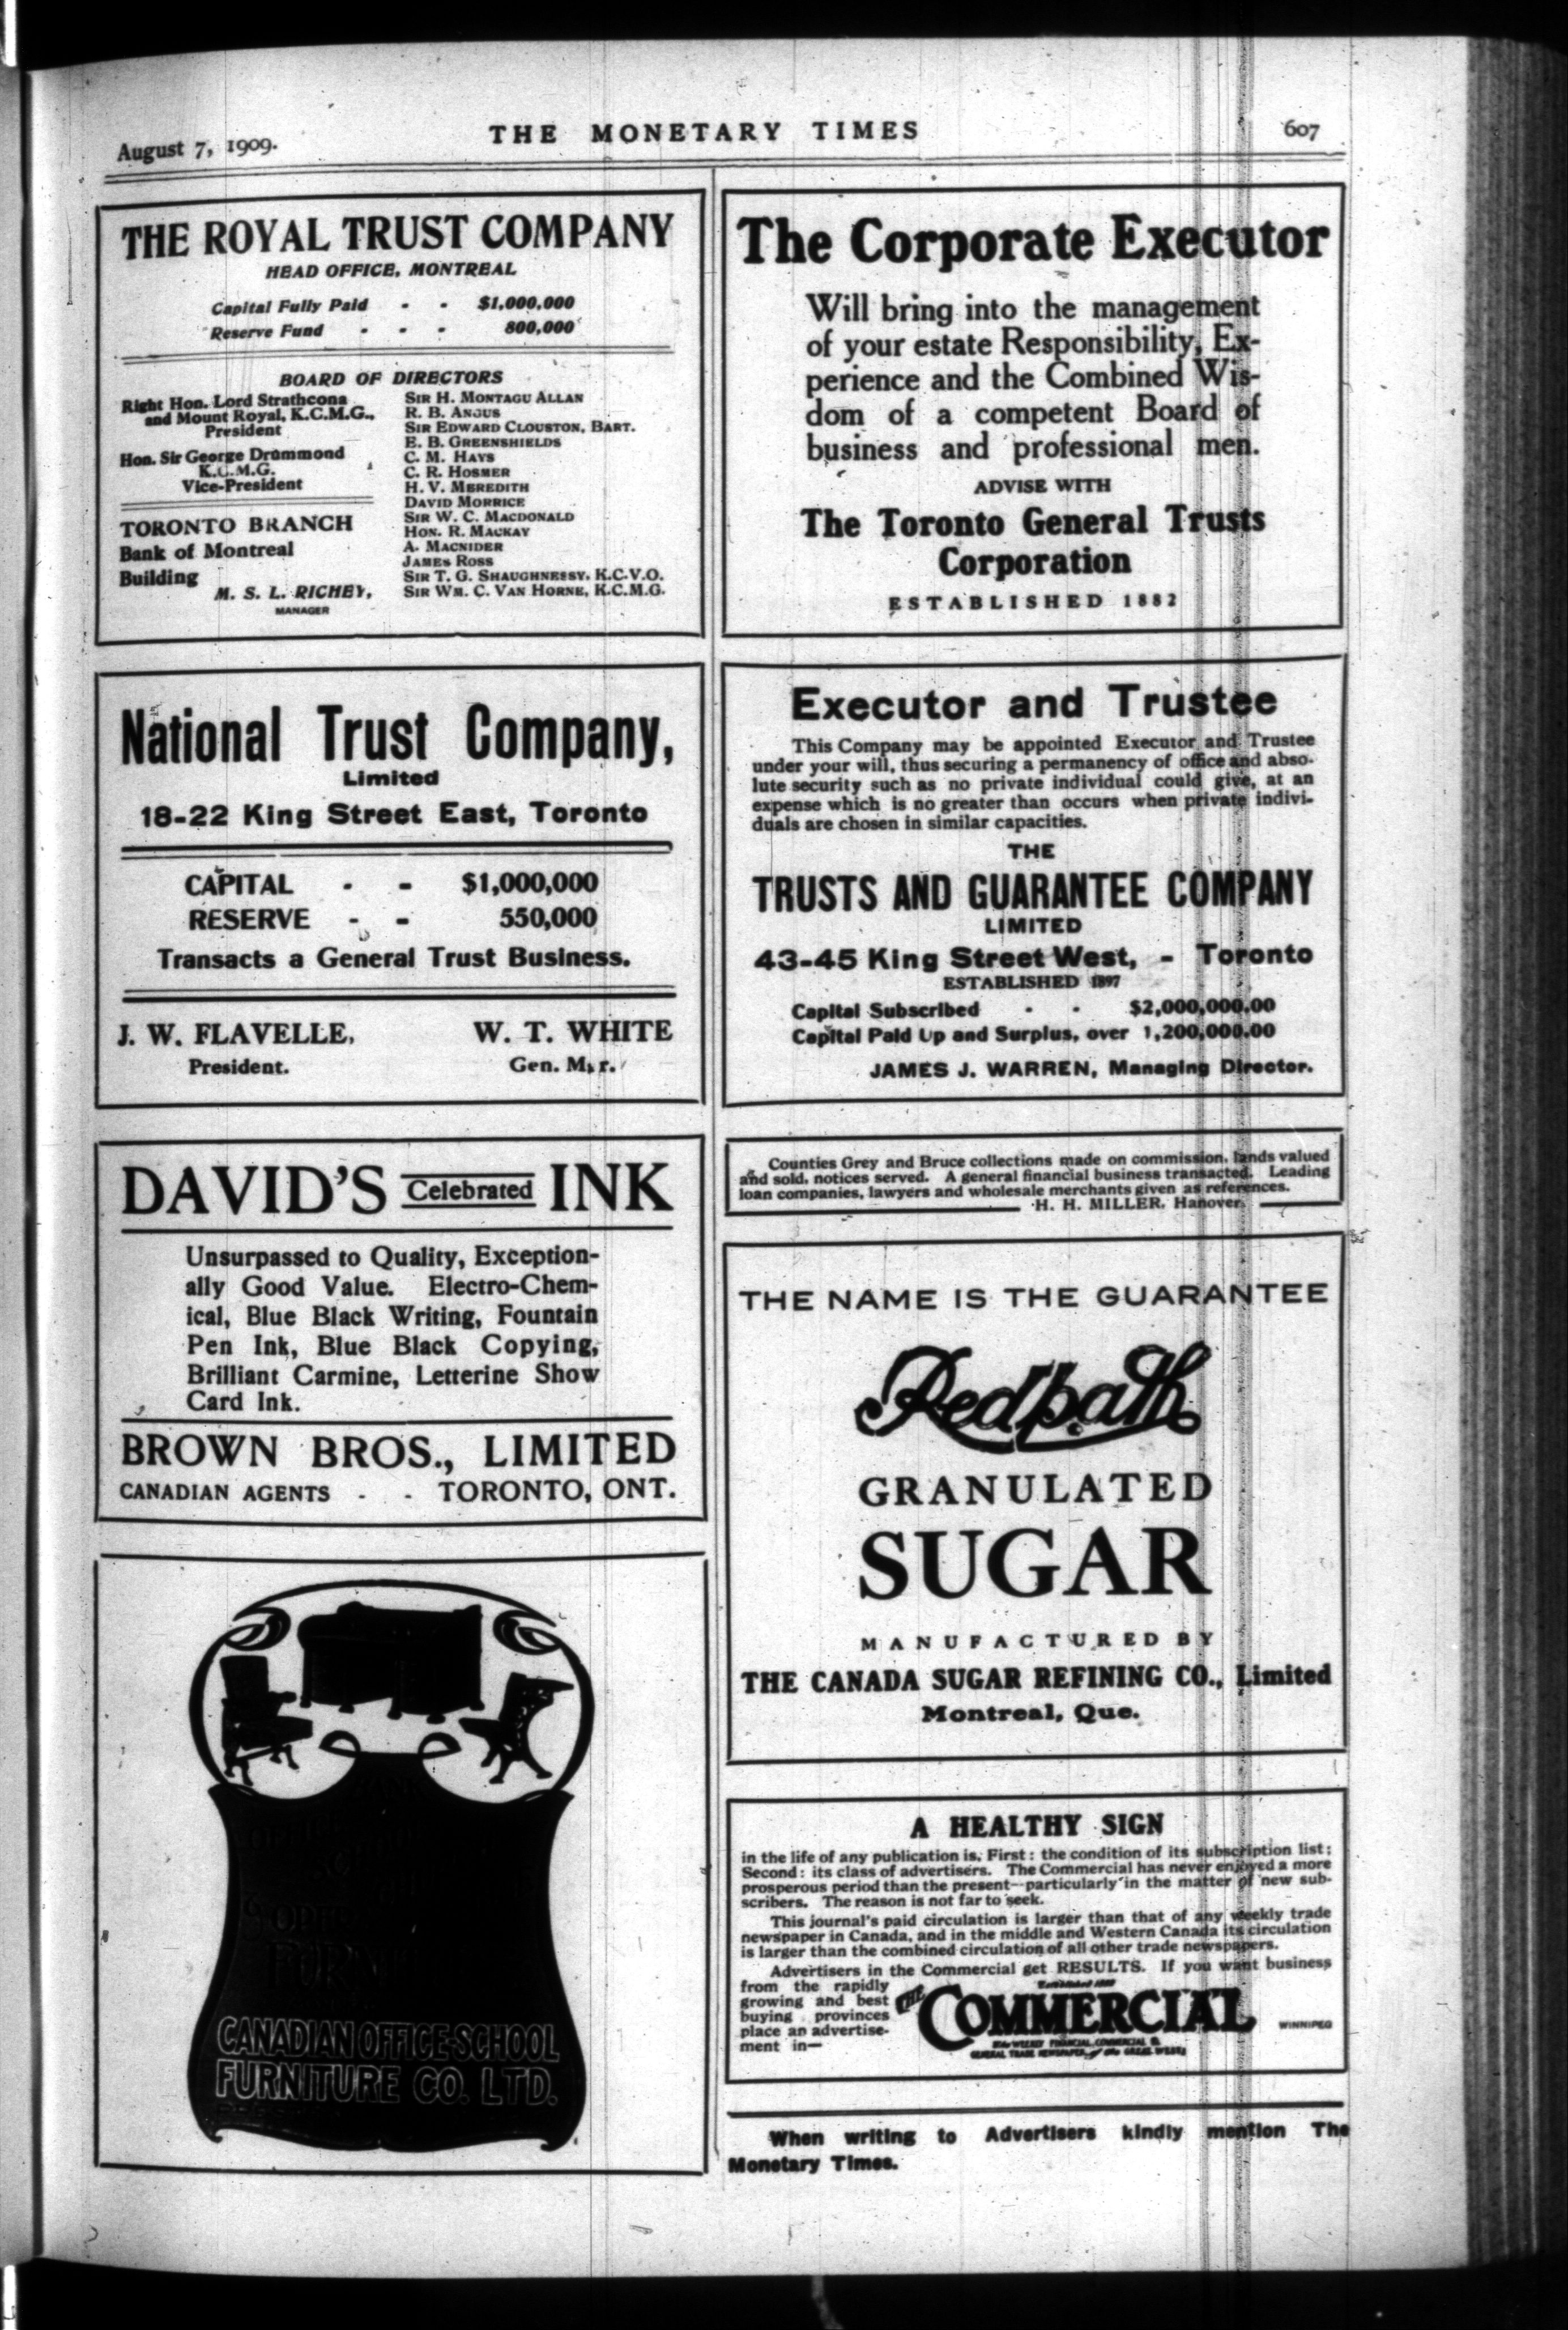 August 7, 1909.
THE MONETARY TIMES
607
THE ROYAL TRUST COMPANY
HEAD OFFICE, MONTREAL
Capital Fully Paid - - $1,000,000
Reserve Fund - - - 800,000
BOARD OF DIRECTORS
Right Hon. Lord Strathcona
and Mount Royal, K.C.M.G.,
President
Hon. Sir George Drummond
K.C.M.G.
Vice-President
TORONTO BRANCH
Bank of Montreal
Building
M. S. L. RICHEY,
MANAGER
SIR H. MONTAGU ALLAN
R. B. ANGUS
SIR EDWARD CLOUSTON, BART.
E. B. GREENSHIELDS
C. M. HAYS
C. R. HOSMER
H. V. MEREDITH
DAVID MORRICE
SIR W. C. MACDONALD
HON. R. MACKAY
A. MACNIDER
JAMES ROSS
SIR T. G. SHAUGHNESSY, K.C.V.O.
SIR WM. C. VAN HORNE, K.C.M.G.
National Trust Company,
Limited
18-22 King Street East, Toronto
CAPITAL - - $1,000,000
RESERVE - - 550,000
Transacts a General Trust Business.
J. W. FLAVELLE, W. T. WHITE
President. Gen. Mgr.
DAVID'S Celebrated INK
Unsurpassed to Quality, Exception-
ally Good Value. Electro-Chem-
ical, Blue Black Writing, Fountain
Pen Ink, Blue Black Copying,
Brilliant Carmine, Letterine Show
Card Ink.
BROWN BROS., LIMITED
CANADIAN AGENTS - - TORONTO, ONT.
CANADIAN OFFICE-SCHOOL
FURNITURE CO. LTD.
The Corporate Executor
Will bring into the management
of your estate Responsibility, Ex-
perience and the Combined Wis-
dom of a competent Board of
business and professional men.
ADVISE WITH
The Toronto General Trusts
Corporation
ESTABLISHED 1882
Executor and Trustee
This Company may be appointed Executor and Trustee
under your will, thus securing a permanency of office and abso-
lute security such as no private individual could give, at an
expense which is no greater than occurs when private indivi-
duals are chosen in similar capacities.
THE
TRUSTS AND GUARANTEE COMPANY
LIMITED
43-45 King Street West, - Toronto
ESTABLISHED 1897
Capital Subscribed - - $2,000,000.00
Capital Paid Up and Surplus, over 1,200,000.00
JAMES J. WARREN, Managing Director.
Counties Grey and Bruce collections made on commission, lands valued
and sold, notices served. A general financial business transacted. Leading
loan companies, lawyers and wholesale merchants given as references.
H. H. MILLER, Hanover.
THE NAME IS THE GUARANTEE
Redpath
GRANULATED
SUGAR
MANUFACTURED BY
THE CANADA SUGAR REFINING CO., Limited
Montreal, Que.
A HEALTHY SIGN
in the life of any publication is, First: the condition of its subscription list;
Second: its class of advertisers. The Commercial has never enjoyed a more
prosperous period than the present—particularly in the matter of new sub-
scribers. The reason is not far to seek.
This journal's paid circulation is larger than that of any weekly trade
newspaper in Canada, and in the middle and Western Canada its circulation
is larger than the combined circulation of all other trade newspapers.
Advertisers in the Commercial get RESULTS. If you want business
from the rapidly
growing and best
buying provinces
place an advertise-
ment in—
THE COMMERCIAL
WINNIPEG
When writing to Advertisers kindly mention The
Monetary Times.